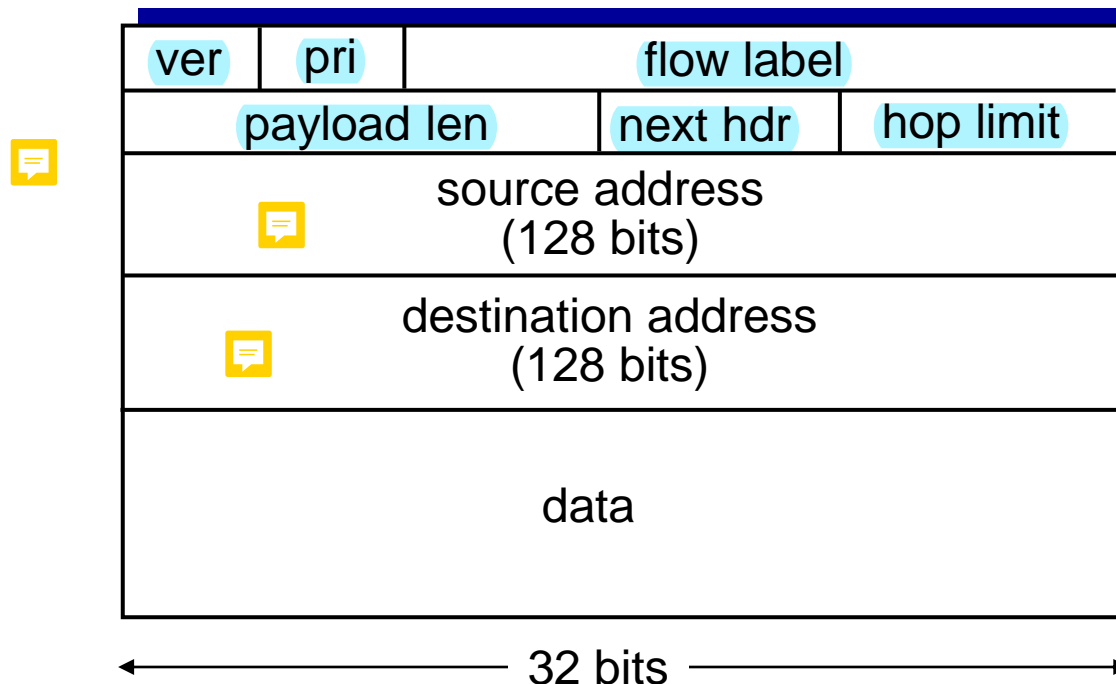 ver pri flow label
payload len next hdr hop limit
source address
(128 bits)
destination address
(128 bits)
data
32 bits